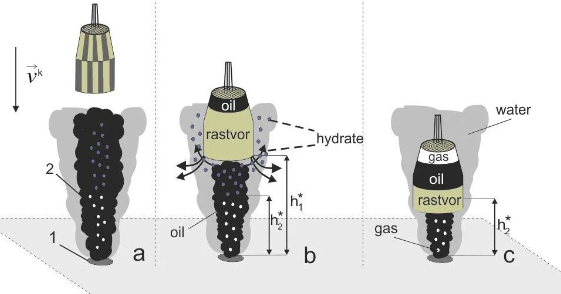 v⃗ᵏ
2
1
a
oil
rastvor
hydrate
h₁*
h₂*
oil
b
water
gas
oil
rastvor
h₂*
gas
c